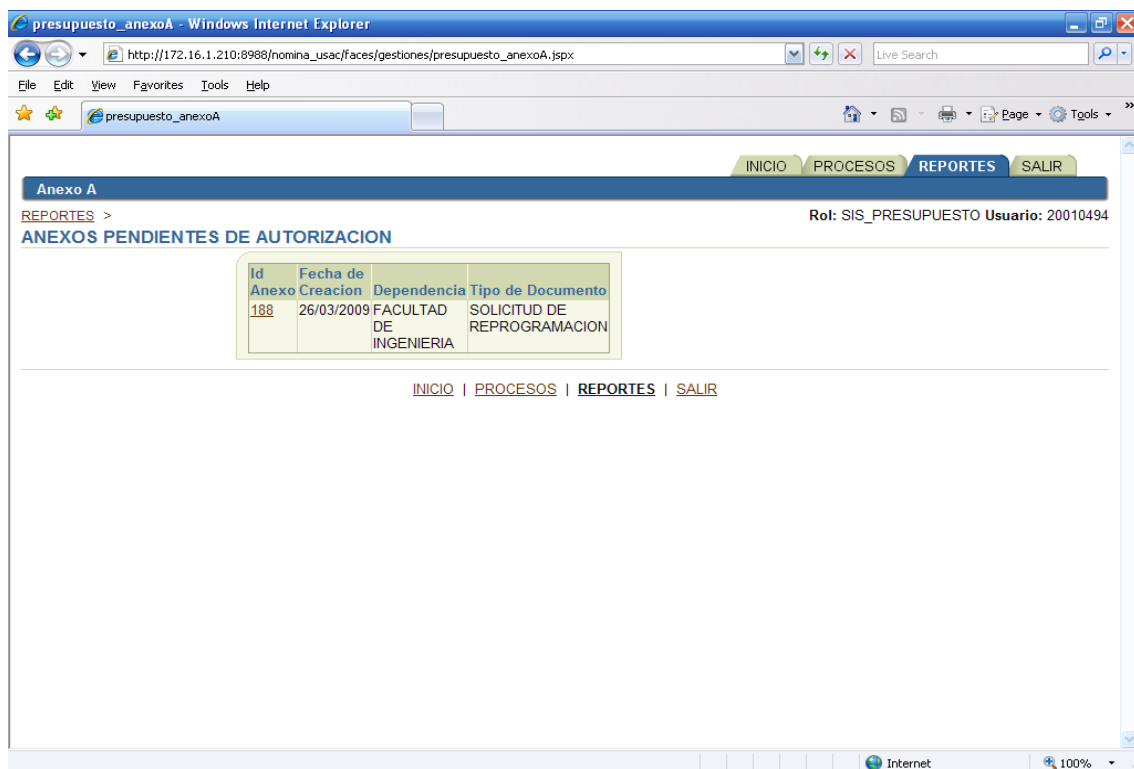 presupuesto_anexoA - Windows Internet Explorer
http://172.16.1.210:8988/nomina_usac/faces/gestiones/presupuesto_anexoA.jspx
Live Search
File Edit View Favorites Tools Help
presupuesto_anexoA
Page Tools »
INICIO PROCESOS REPORTES SALIR
Anexo A
REPORTES >
Rol: SIS_PRESUPUESTO Usuario: 20010494
ANEXOS PENDIENTES DE AUTORIZACION
Id Fecha de
Anexo Creacion Dependencia Tipo de Documento
188 26/03/2009 FACULTAD SOLICITUD DE
DE REPROGRAMACION
INGENIERIA
INICIO | PROCESOS | REPORTES | SALIR
Internet 100%